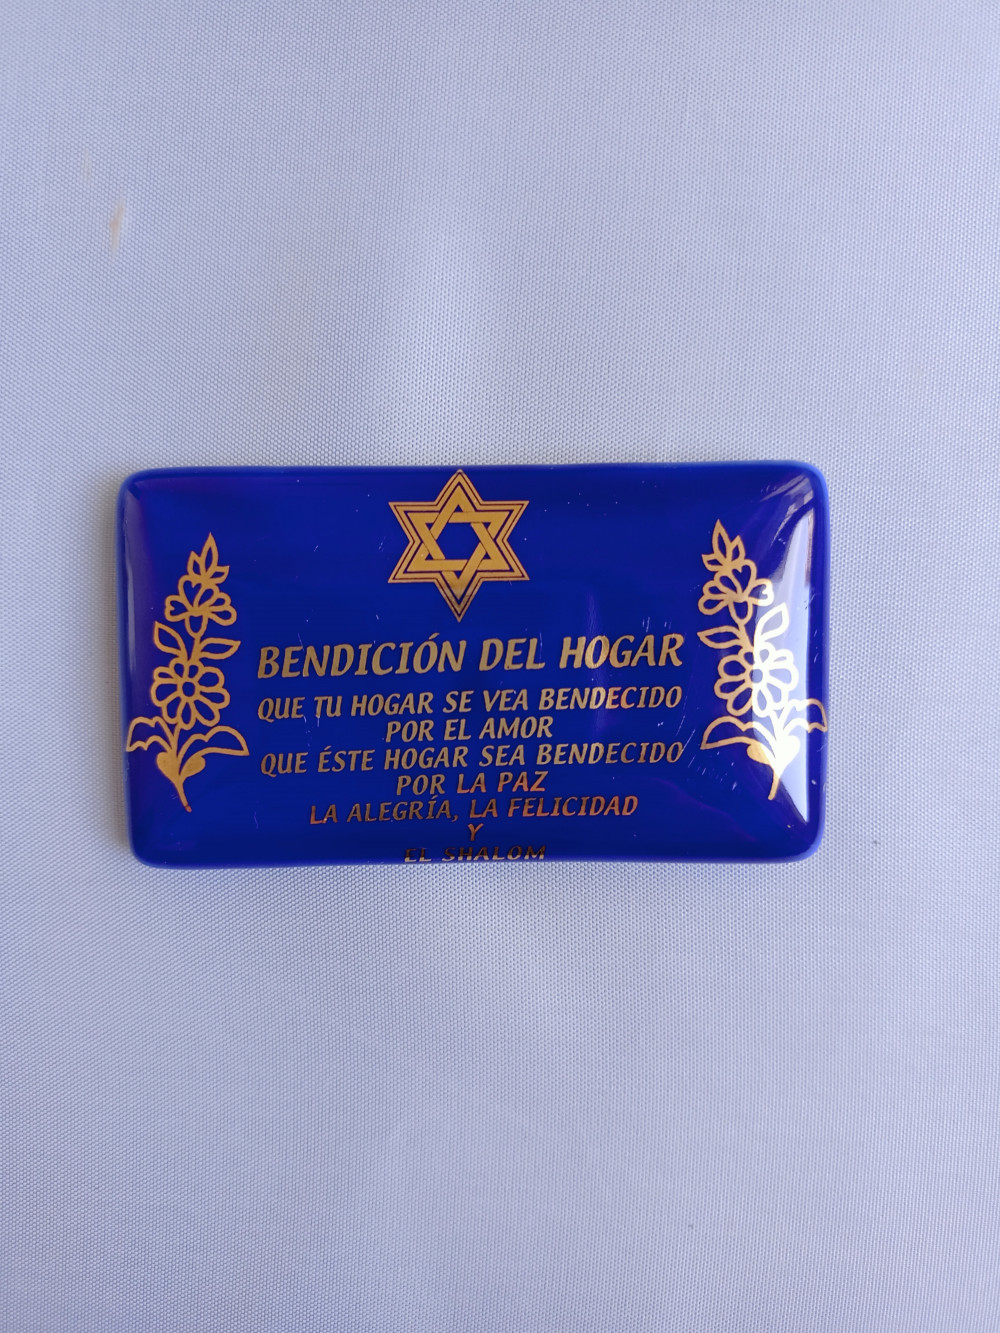 BENDICIÓN DEL HOGAR
QUE TU HOGAR SE VEA BENDECIDO
POR EL AMOR
QUE ÉSTE HOGAR SEA BENDECIDO
POR LA PAZ
LA ALEGRÍA, LA FELICIDAD
Y
EL SHALOM